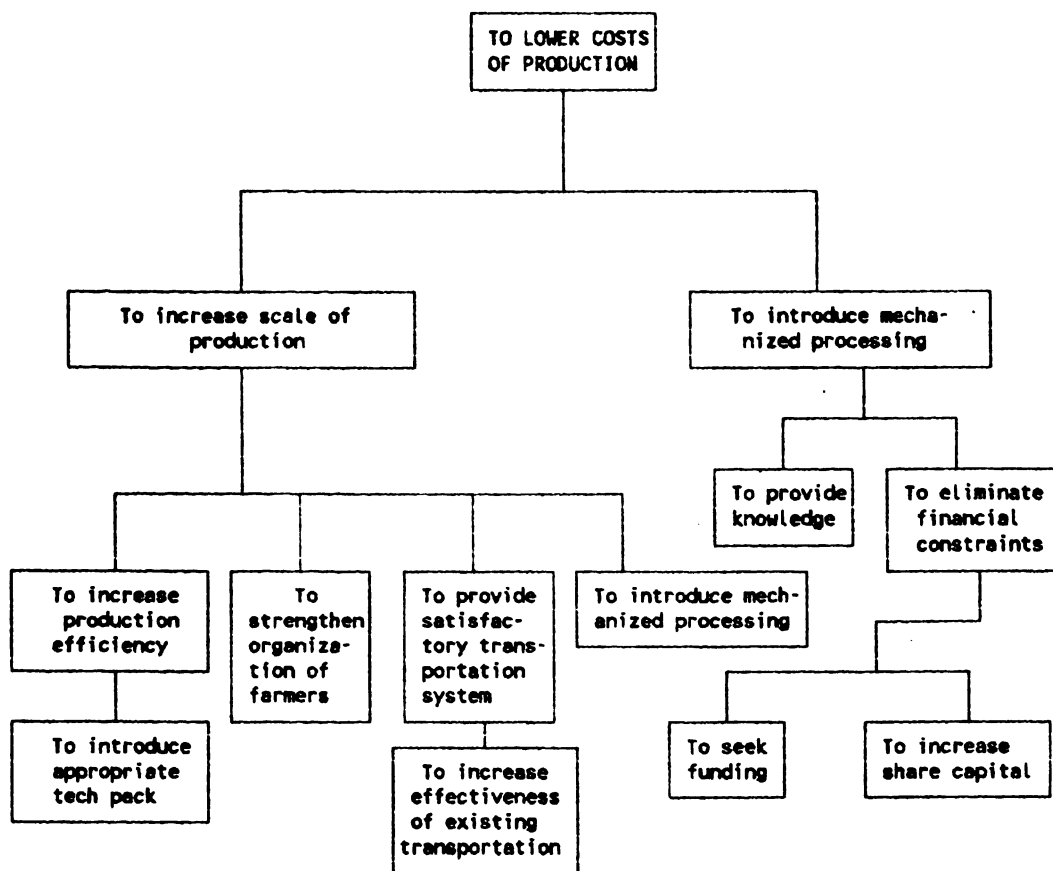 TO LOWER COSTS
OF PRODUCTION
To increase scale of
production
To introduce mecha-
nized processing
To provide
knowledge
To eliminate
financial
constraints
To increase
production
efficiency
To
strengthen
organiza-
tion of
farmers
To provide
satisfac-
tory trans-
portation
system
To introduce mech-
anized processing
To introduce
appropriate
tech pack
To increase
effectiveness
of existing
transportation
To seek
funding
To increase
share capital